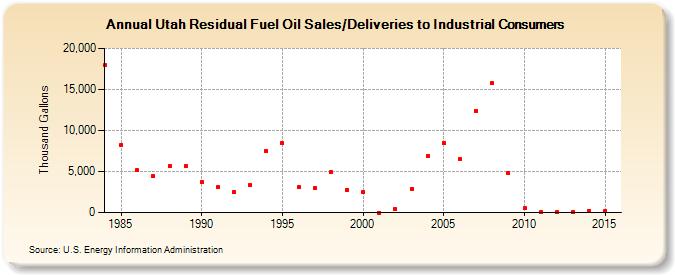 Annual Utah Residual Fuel Oil Sales/Deliveries to Industrial Consumers
Thousand Gallons
20,000
15,000
10,000
5,000
0
1985 1990 1995 2000 2005 2010 2015
Source: U.S. Energy Information Administration